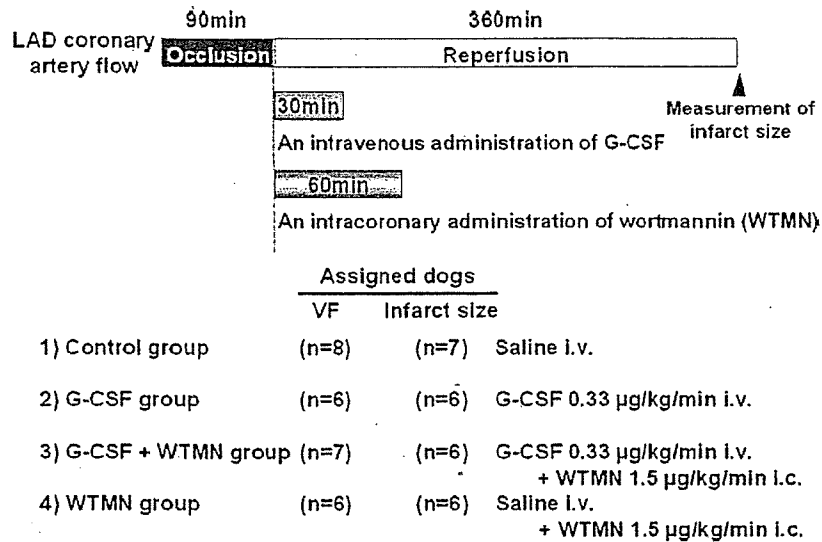 90min 360min
LAD coronary
artery flow
Occlusion Reperfusion
30min
Measurement of
infarct size
An intravenous administration of G-CSF
60min
An intracoronary administration of wortmannin (WTMN)
Assigned dogs
VF Infarct size
1) Control group (n=8) (n=7) Saline i.v.
2) G-CSF group (n=6) (n=6) G-CSF 0.33 µg/kg/min i.v.
3) G-CSF + WTMN group (n=7) (n=6) G-CSF 0.33 µg/kg/min i.v.
+ WTMN 1.5 µg/kg/min i.c.
4) WTMN group (n=6) (n=6) Saline i.v.
+ WTMN 1.5 µg/kg/min i.c.